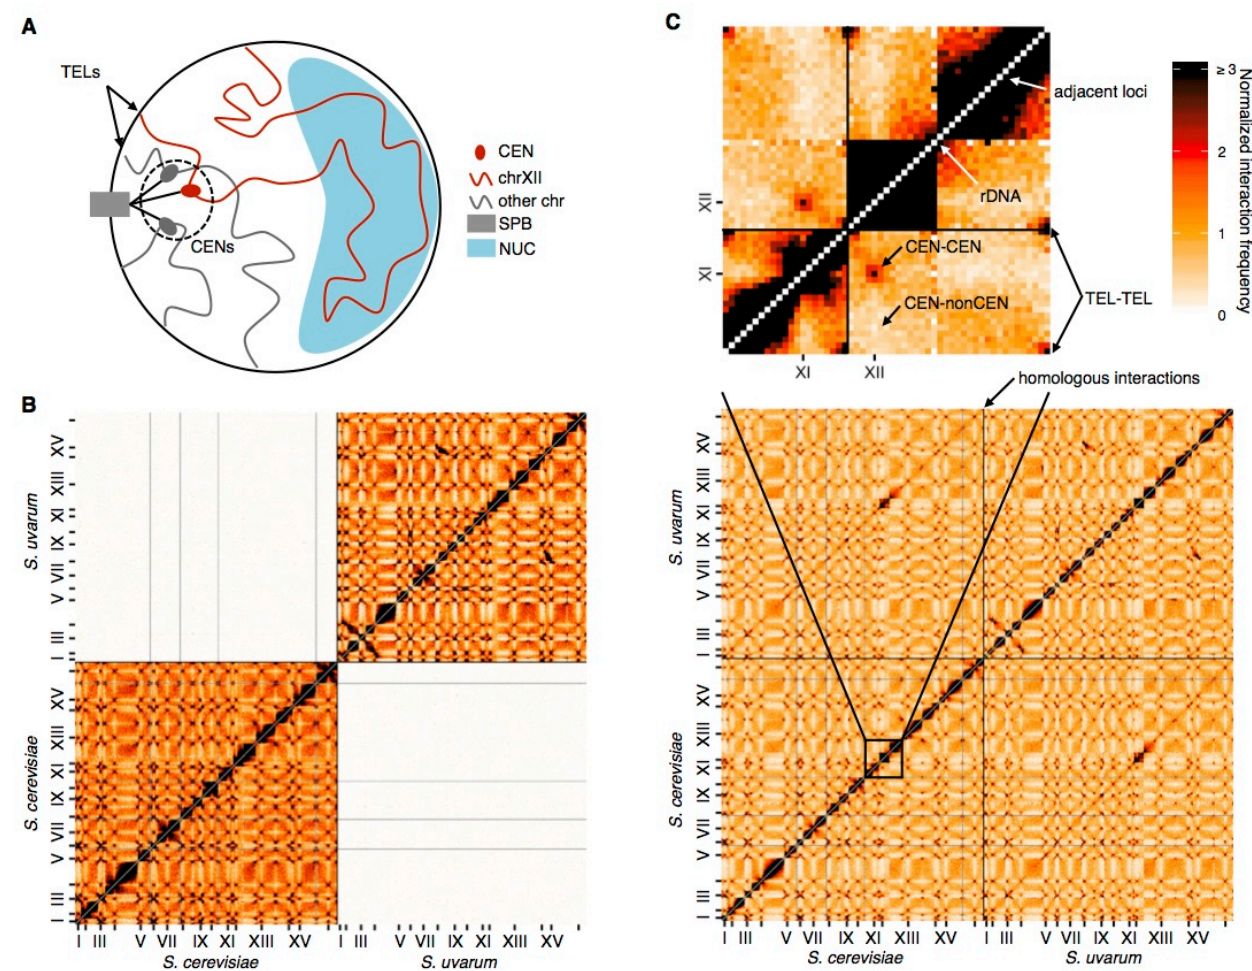 A
TELs
CENs
CEN
chrXII
other chr
SPB
NUC
C
adjacent loci
rDNA
CEN-CEN
CEN-nonCEN
TEL-TEL
XII
XI
XI XII
≥ 3
2
1
0
Normalized interaction frequency
homologous interactions
B
XV
XIII
XI
IX
VII
V
III
I
S. uvarum
XV
XIII
XI
IX
VII
V
III
I
S. cerevisiae
I III V VII IX XI XIII XV I III V VII IX XI XIII XV
S. cerevisiae S. uvarum
XV
XIII
XI
IX
VII
V
III
I
S. uvarum
XV
XIII
XI
IX
VII
V
III
I
S. cerevisiae
I III V VII IX XI XIII XV I III V VII IX XI XIII XV
S. cerevisiae S. uvarum